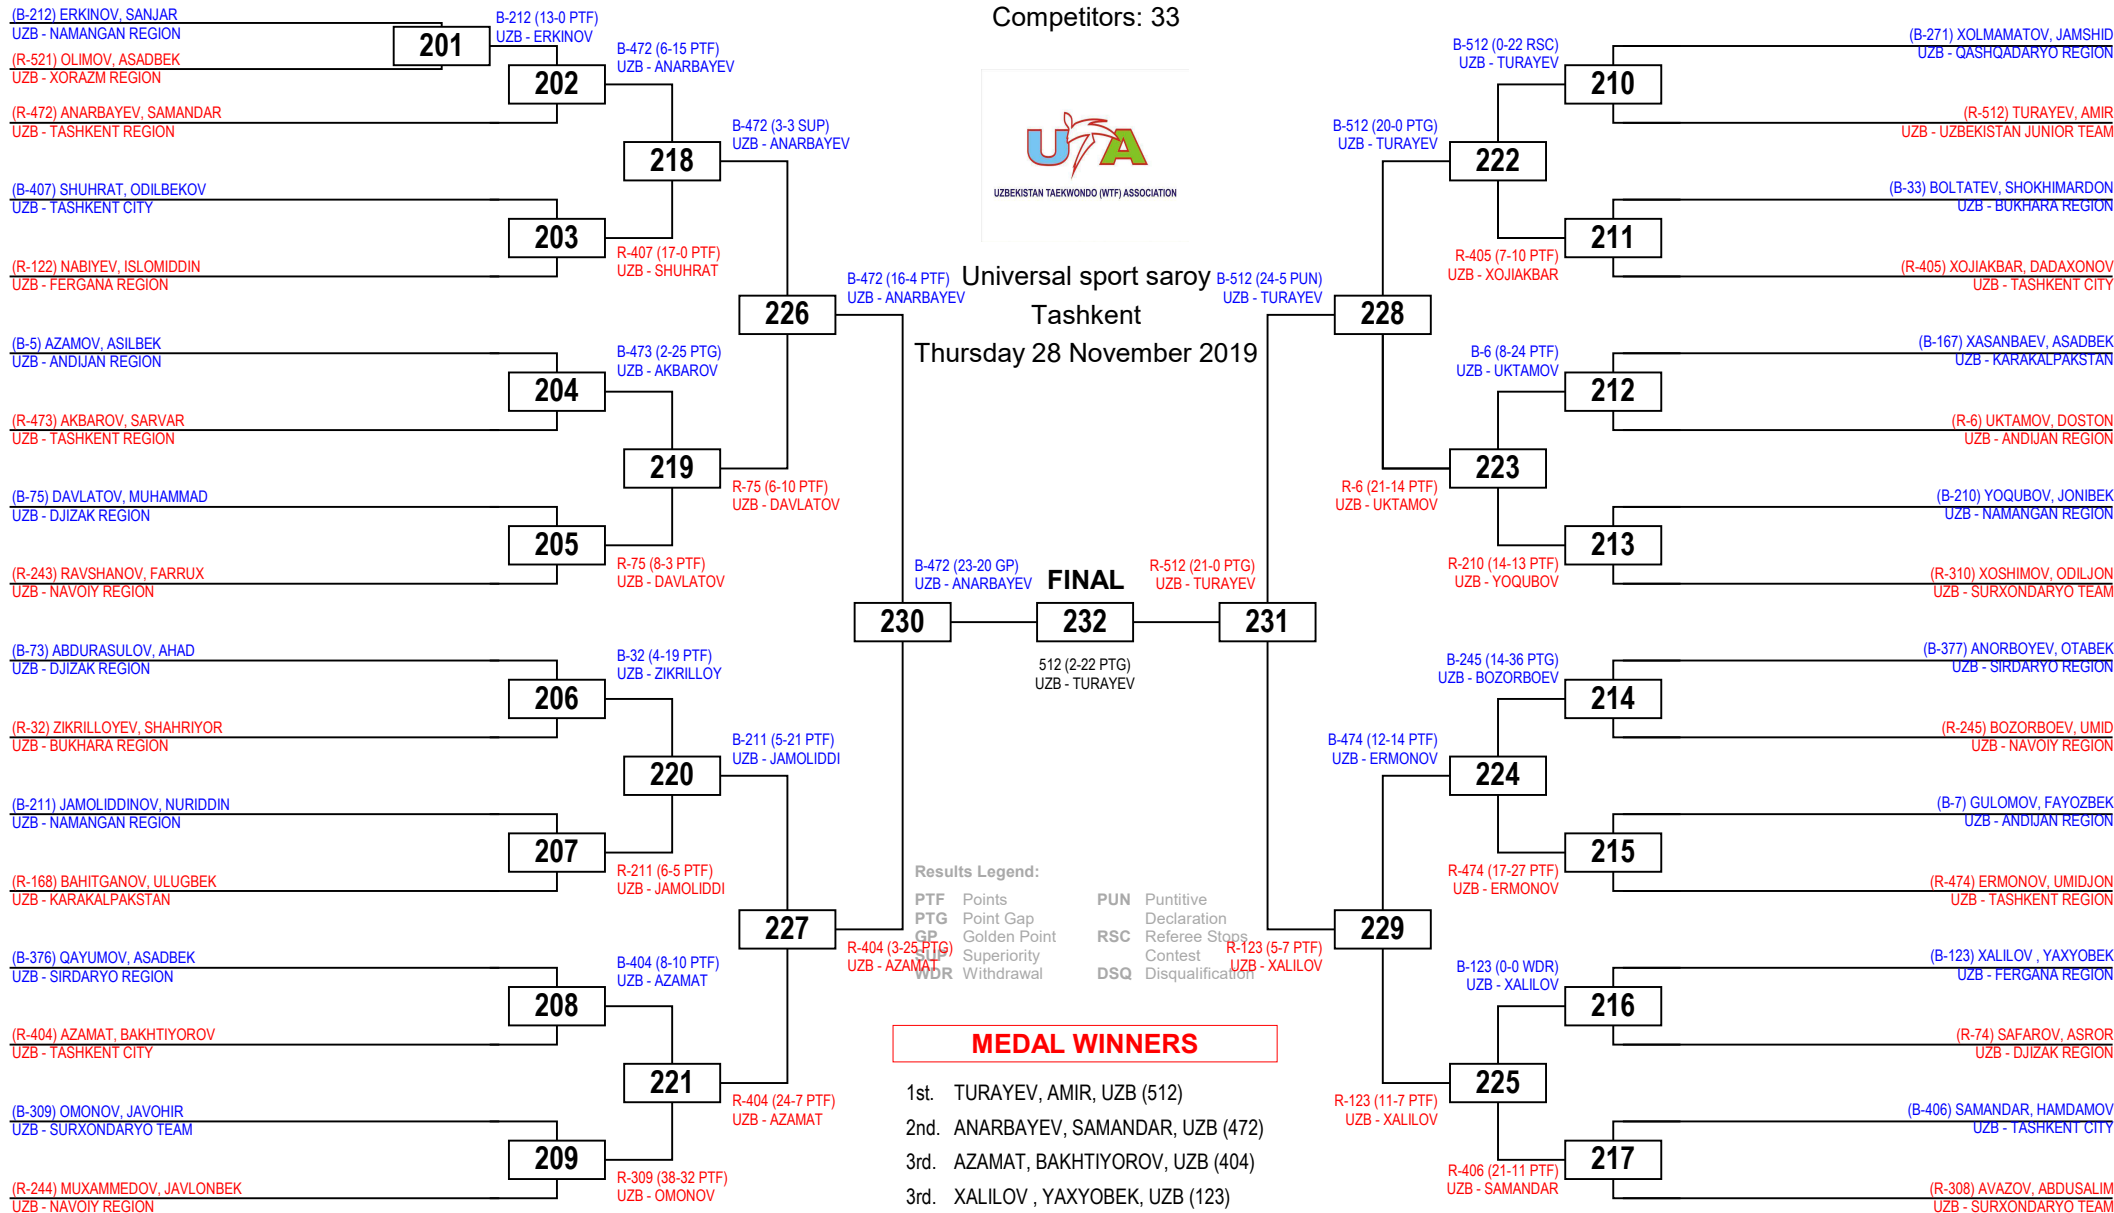 Competitors: 33
(B-212) ERKINOV, SANJAR
UZB - NAMANGAN REGION
(R-521) OLIMOV, ASADBEK
UZB - XORAZM REGION
(R-472) ANARBAYEV, SAMANDAR
UZB - TASHKENT REGION
(B-407) SHUHRAT, ODILBEKOV
UZB - TASHKENT CITY
(R-122) NABIYEV, ISLOMIDDIN
UZB - FERGANA REGION
(B-5) AZAMOV, ASILBEK
UZB - ANDIJAN REGION
(R-473) AKBAROV, SARVAR
UZB - TASHKENT REGION
(B-75) DAVLATOV, MUHAMMAD
UZB - DJIZAK REGION
(R-243) RAVSHANOV, FARRUX
UZB - NAVOIY REGION
(B-73) ABDURASULOV, AHAD
UZB - DJIZAK REGION
(R-32) ZIKRILLOYEV, SHAHRIYOR
UZB - BUKHARA REGION
(B-211) JAMOLIDDINOV, NURIDDIN
UZB - NAMANGAN REGION
(R-168) BAHITGANOV, ULUGBEK
UZB - KARAKALPAKSTAN
(B-376) QAYUMOV, ASADBEK
UZB - SIRDARYO REGION
(R-404) AZAMAT, BAKHTIYOROV
UZB - TASHKENT CITY
(B-309) OMONOV, JAVOHIR
UZB - SURXONDARYO TEAM
(R-244) MUXAMMEDOV, JAVLONBEK
UZB - NAVOIY REGION
201
B-212 (13-0 PTF)
UZB - ERKINOV
202
B-472 (6-15 PTF)
UZB - ANARBAYEV
203
R-407 (17-0 PTF)
UZB - SHUHRAT
204
B-473 (2-25 PTG)
UZB - AKBAROV
205
R-75 (8-3 PTF)
UZB - DAVLATOV
206
B-32 (4-19 PTF)
UZB - ZIKRILLOY
207
R-211 (6-5 PTF)
UZB - JAMOLIDDI
208
B-404 (8-10 PTF)
UZB - AZAMAT
209
R-309 (38-32 PTF)
UZB - OMONOV
218
B-472 (3-3 SUP)
UZB - ANARBAYEV
219
R-75 (6-10 PTF)
UZB - DAVLATOV
220
B-211 (5-21 PTF)
UZB - JAMOLIDDI
221
R-404 (24-7 PTF)
UZB - AZAMAT
226
B-472 (16-4 PTF)
UZB - ANARBAYEV
227
R-404 (3-25 PTG)
UZB - AZAMAT
230
B-472 (23-20 GP)
UZB - ANARBAYEV
UTA
UZBEKISTAN TAEKWONDO (WTF) ASSOCIATION
Universal sport saroy
Tashkent
Thursday 28 November 2019
FINAL
232
512 (2-22 PTG)
UZB - TURAYEV
R-512 (21-0 PTG)
UZB - TURAYEV
231
B-512 (24-5 PUN)
UZB - TURAYEV
228
R-123 (5-7 PTF)
UZB - XALILOV
229
B-512 (20-0 PTG)
UZB - TURAYEV
222
R-6 (21-14 PTF)
UZB - UKTAMOV
223
B-474 (12-14 PTF)
UZB - ERMONOV
224
R-123 (11-7 PTF)
UZB - XALILOV
225
B-512 (0-22 RSC)
UZB - TURAYEV
210
R-405 (7-10 PTF)
UZB - XOJIAKBAR
211
B-6 (8-24 PTF)
UZB - UKTAMOV
212
R-210 (14-13 PTF)
UZB - YOQUBOV
213
B-245 (14-36 PTG)
UZB - BOZORBOEV
214
R-474 (17-27 PTF)
UZB - ERMONOV
215
B-123 (0-0 WDR)
UZB - XALILOV
216
R-406 (21-11 PTF)
UZB - SAMANDAR
217
(B-271) XOLMAMATOV, JAMSHID
UZB - QASHQADARYO REGION
(R-512) TURAYEV, AMIR
UZB - UZBEKISTAN JUNIOR TEAM
(B-33) BOLTATEV, SHOKHIMARDON
UZB - BUKHARA REGION
(R-405) XOJIAKBAR, DADAXONOV
UZB - TASHKENT CITY
(B-167) XASANBAEV, ASADBEK
UZB - KARAKALPAKSTAN
(R-6) UKTAMOV, DOSTON
UZB - ANDIJAN REGION
(B-210) YOQUBOV, JONIBEK
UZB - NAMANGAN REGION
(R-310) XOSHIMOV, ODILJON
UZB - SURXONDARYO TEAM
(B-377) ANORBOYEV, OTABEK
UZB - SIRDARYO REGION
(R-245) BOZORBOEV, UMID
UZB - NAVOIY REGION
(B-7) GULOMOV, FAYOZBEK
UZB - ANDIJAN REGION
(R-474) ERMONOV, UMIDJON
UZB - TASHKENT REGION
(B-123) XALILOV , YAXYOBEK
UZB - FERGANA REGION
(R-74) SAFAROV, ASROR
UZB - DJIZAK REGION
(B-406) SAMANDAR, HAMDAMOV
UZB - TASHKENT CITY
(R-308) AVAZOV, ABDUSALIM
UZB - SURXONDARYO TEAM
Results Legend:
PTF Points
PTG Point Gap
GP Golden Point
SUP Superiority
WDR Withdrawal
PUN Puntitive
Declaration
RSC Referee Stops
Contest
DSQ Disqualification
MEDAL WINNERS
1st. TURAYEV, AMIR, UZB (512)
2nd. ANARBAYEV, SAMANDAR, UZB (472)
3rd. AZAMAT, BAKHTIYOROV, UZB (404)
3rd. XALILOV , YAXYOBEK, UZB (123)